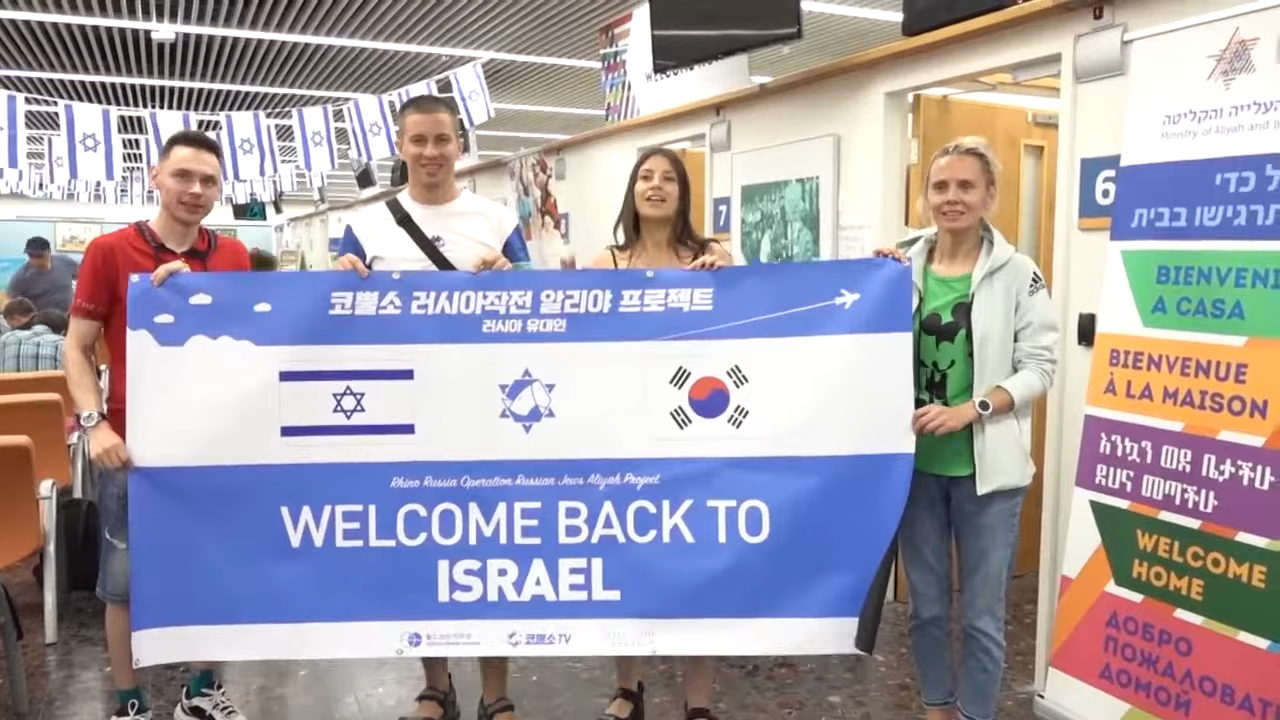 코뿔소 러시아작전 알리야 프로젝트
러시아 유대인
Rhino Russia Operation Russian Jews Aliyah Project
WELCOME BACK TO
ISRAEL
코뿔소TV
7
6
העלייה והקליטה
Ministry of Aliyah and
כדי
תרגישו בבית
BIENVENI
A CASA
BIENVENUE
À LA MAISON
እንኳን ወደ ቤታችሁ
ደህና መጣችሁ
WELCOME
HOME
ДОБРО
ПОЖАЛОВАТ
ДОМОЙ